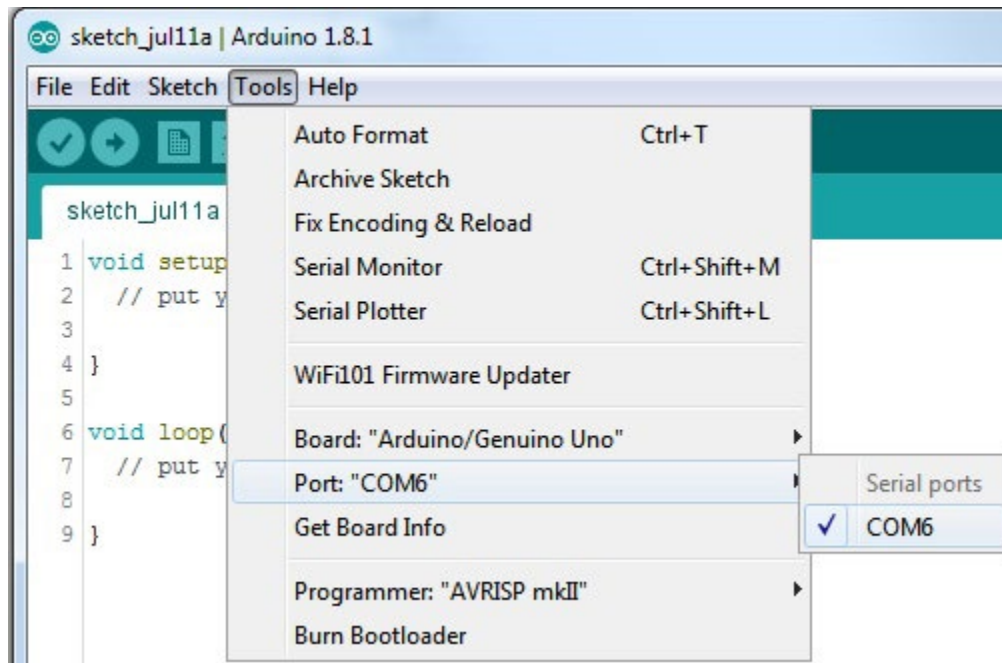 sketch_jul11a | Arduino 1.8.1
File Edit Sketch Tools Help
Auto Format Ctrl+T
Archive Sketch
Fix Encoding & Reload
Serial Monitor Ctrl+Shift+M
Serial Plotter Ctrl+Shift+L
WiFi101 Firmware Updater
Board: "Arduino/Genuino Uno"
Port: "COM6"
Get Board Info
Programmer: "AVRISP mkII"
Burn Bootloader
Serial ports
COM6
sketch_jul11a
1 void setup
2 // put y
3
4 }
5
6 void loop(
7 // put y
8
9 }